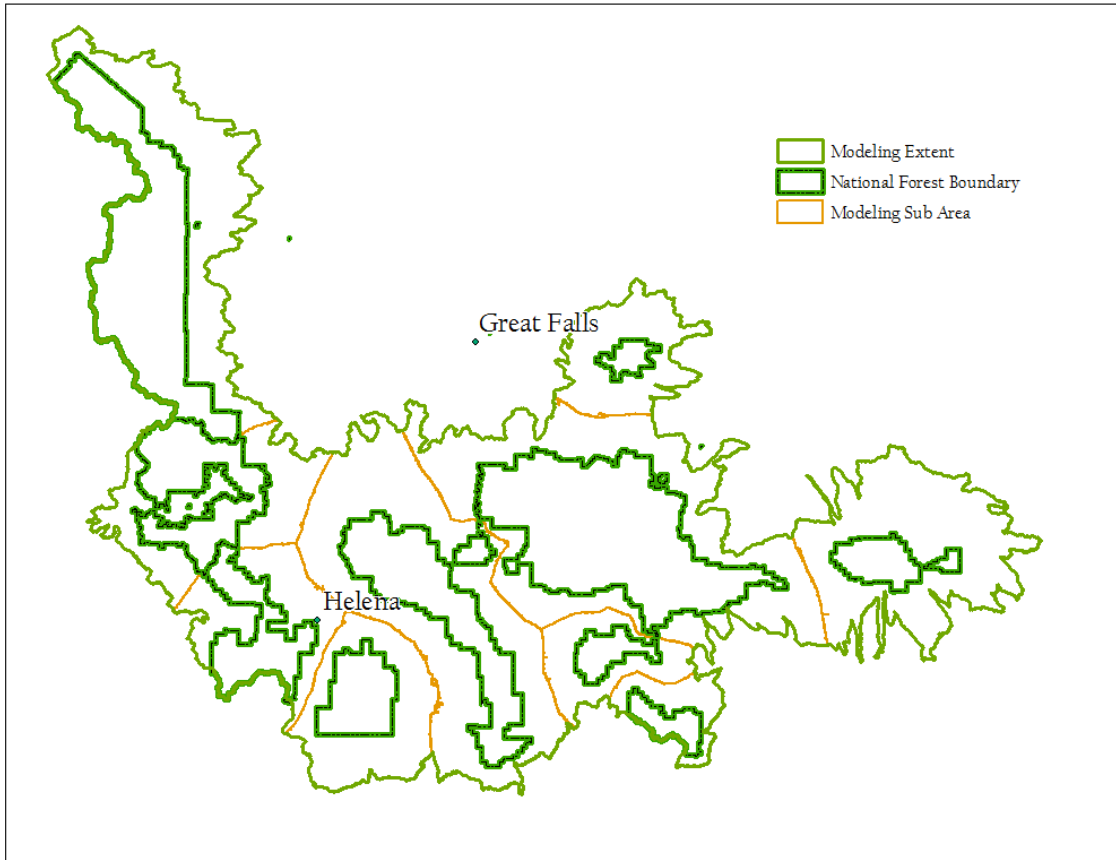 Modeling Extent
National Forest Boundary
Modeling Sub Area
Great Falls
Helena